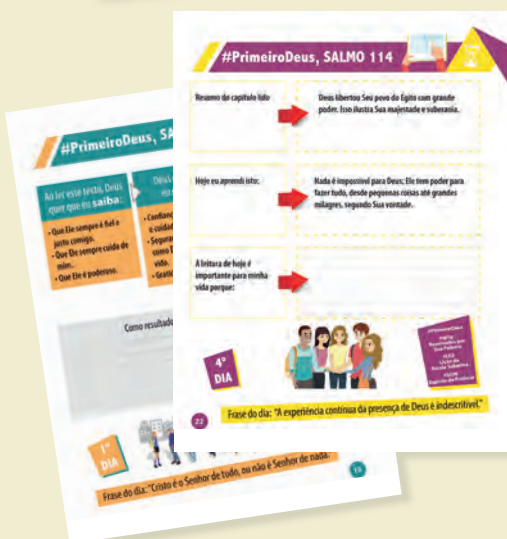 #PrimeiroDeus, SALMO 114
Resumo do capítulo lido
Deus libertou Seu povo do Egito com grande
poder. Isso ilustra Sua majestade e soberania.
Hoje eu aprendi isto:
Nada é impossível para Deus; Ele tem poder para
fazer tudo, desde pequenas coisas até grandes
milagres, segundo Sua vontade.
A leitura de hoje é
importante para minha
vida porque:
4º
DIA
#PrimeiroDeus
22
Frase do dia: "A experiência contínua da presença de Deus é indescritível."
#PrimeiroDeus, SA
Ao ler esse texto, Deus
quer que eu saiba:
• Que Ele sempre é fiel e
justo comigo.
• Que Ele sempre cuida de
mim.
• Que Ele é poderoso.
Como resultado
1º
DIA
Frase do dia: "Cristo é o Senhor de tudo, ou não é Senhor de nada.
19